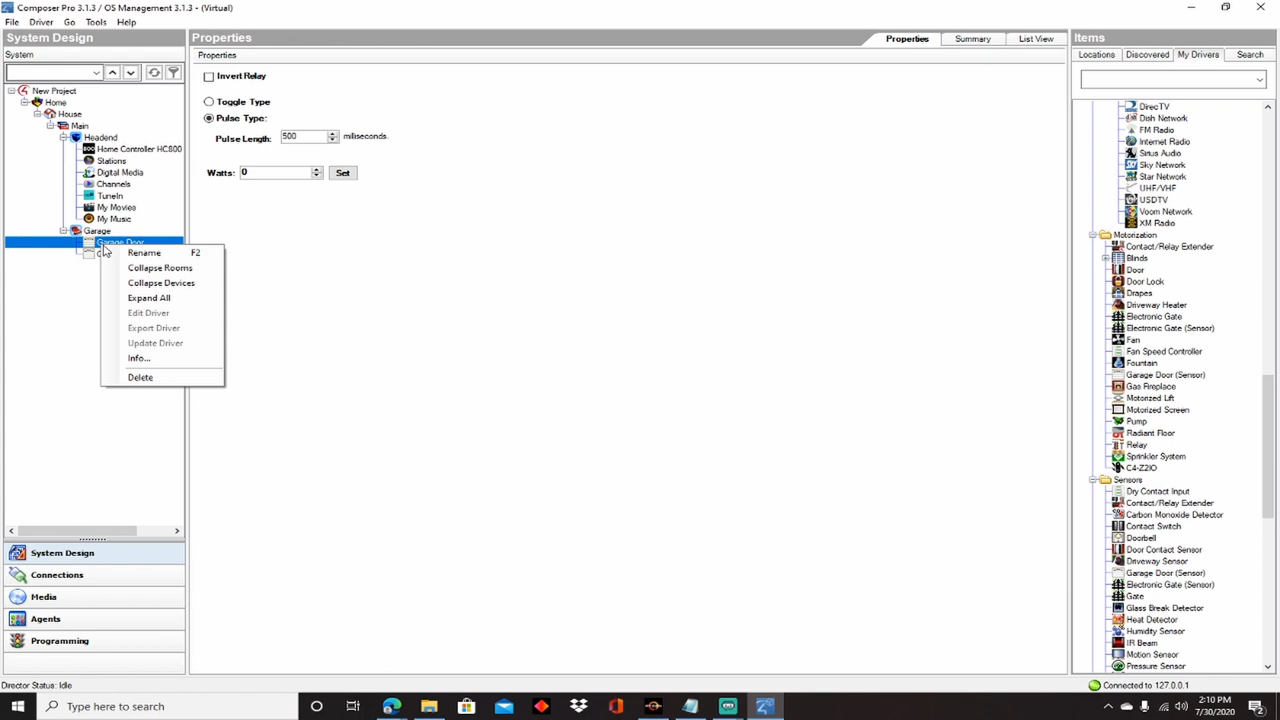 Composer Pro 3.1.3 / OS Management 3.1.3 - (Virtual)
File Driver Go Tools Help
System Design
System
New Project
Home
House
Main
Headend
Home Controller HC800
Stations
Digital Media
Channels
TuneIn
My Movies
My Music
Garage
Garage Door
Rename F2
Collapse Rooms
Collapse Devices
Expand All
Edit Driver
Export Driver
Update Driver
Info...
Delete
System Design
Connections
Media
Agents
Programming
Director Status: Idle
Properties
Properties Summary List View
Properties
Invert Relay
Toggle Type
Pulse Type:
Pulse Length: 500 miliseconds.
Watts: 0 Set
Items
Locations Discovered My Drivers Search
DirecTV
Dish Network
FM Radio
Internet Radio
Sirius Audio
Sky Network
Star Network
UHF/VHF
USDTV
Voom Network
XM Radio
Motorization
Contact/Relay Extender
Blinds
Door
Door Lock
Drapes
Driveway Heater
Electronic Gate
Electronic Gate (Sensor)
Fan
Fan Speed Controller
Fountain
Garage Door (Sensor)
Gas Fireplace
Motorized Lift
Motorized Screen
Pump
Radiant Floor
Relay
Sprinkler System
C4-Z2IO
Sensors
Dry Contact Input
Contact/Relay Extender
Carbon Monoxide Detector
Contact Switch
Doorbell
Door Contact Sensor
Driveway Sensor
Garage Door (Sensor)
Electronic Gate (Sensor)
Gate
Glass Break Detector
Heat Detector
Humidity Sensor
IR Beam
Motion Sensor
Pressure Sensor
Connected to 127.0.0.1
Type here to search
2:10 PM
7/30/2020
2